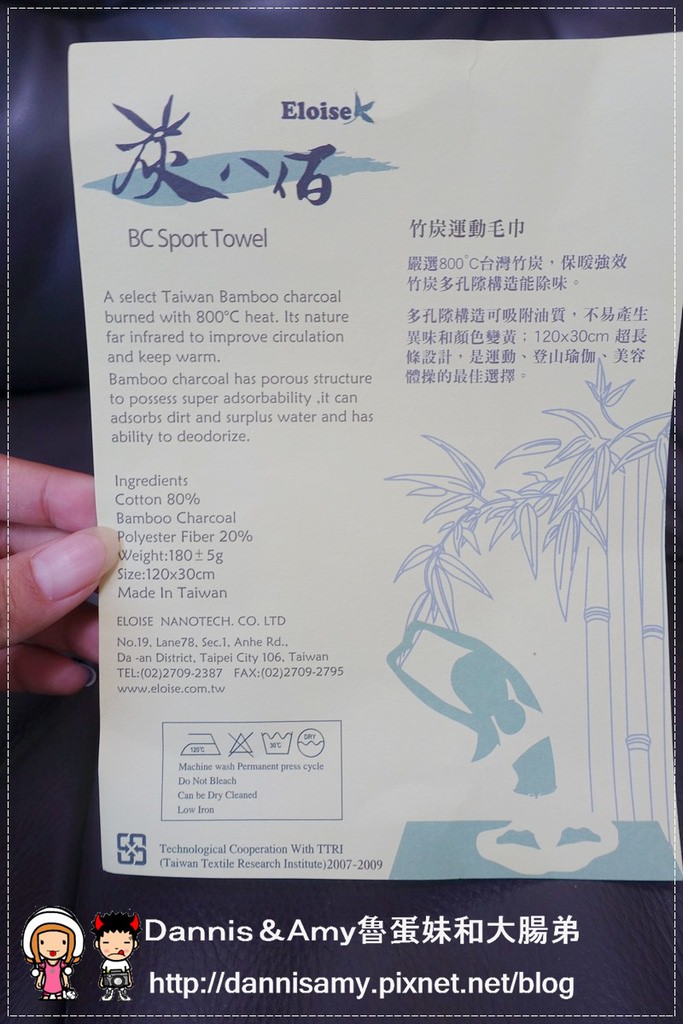 Eloise
炭八佰
BC Sport Towel
A select Taiwan Bamboo charcoal
burned with 800°C heat. Its nature
far infrared to improve circulation
and keep warm.
Bamboo charcoal has porous structure
to possess super adsorbability ,it can
adsorbs dirt and surplus water and has
ability to deodorize.
Ingredients
Cotton 80%
Bamboo Charcoal
Polyester Fiber 20%
Weight:180±5g
Size:120x30cm
Made In Taiwan
ELOISE NANOTECH. CO. LTD
No.19, Lane78, Sec.1, Anhe Rd.,
Da -an District, Taipei City 106, Taiwan
TEL:(02)2709-2387 FAX:(02)2709-2795
www.eloise.com.tw
120°C 30°C DRY
Machine wash Permanent press cycle
Do Not Bleach
Can be Dry Cleaned
Low Iron
Technological Cooperation With TTRI
(Taiwan Textile Research Institute)2007-2009
竹炭運動毛巾
嚴選800°C台灣竹炭，保暖強效
竹炭多孔隙構造能除味。
多孔隙構造可吸附油質，不易產生
異味和顏色變黃；120x30cm 超長
條設計，是運動、登山瑜伽、美容
體操的最佳選擇。
Dannis＆Amy魯蛋妹和大腸弟
http://dannisamy.pixnet.net/blog